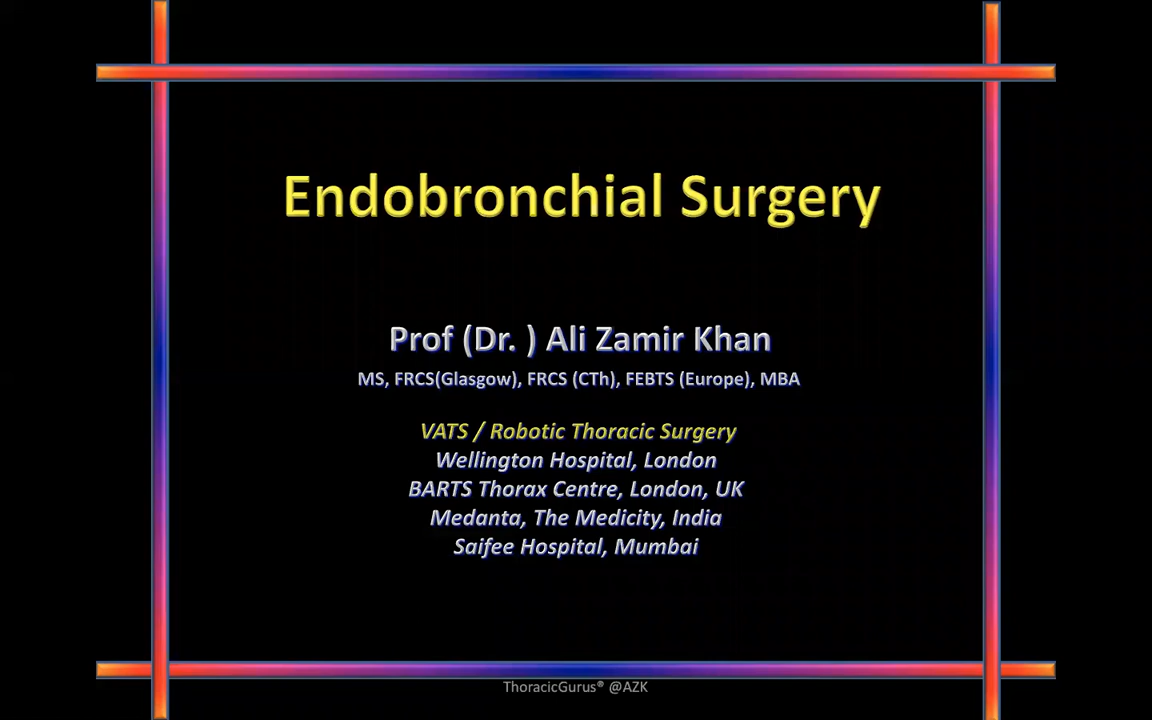 Endobronchial Surgery
Prof (Dr. ) Ali Zamir Khan
MS, FRCS(Glasgow), FRCS (CTh), FEBTS (Europe), MBA
VATS / Robotic Thoracic Surgery
Wellington Hospital, London
BARTS Thorax Centre, London, UK
Medanta, The Medicity, India
Saifee Hospital, Mumbai
ThoracicGurus® @AZK